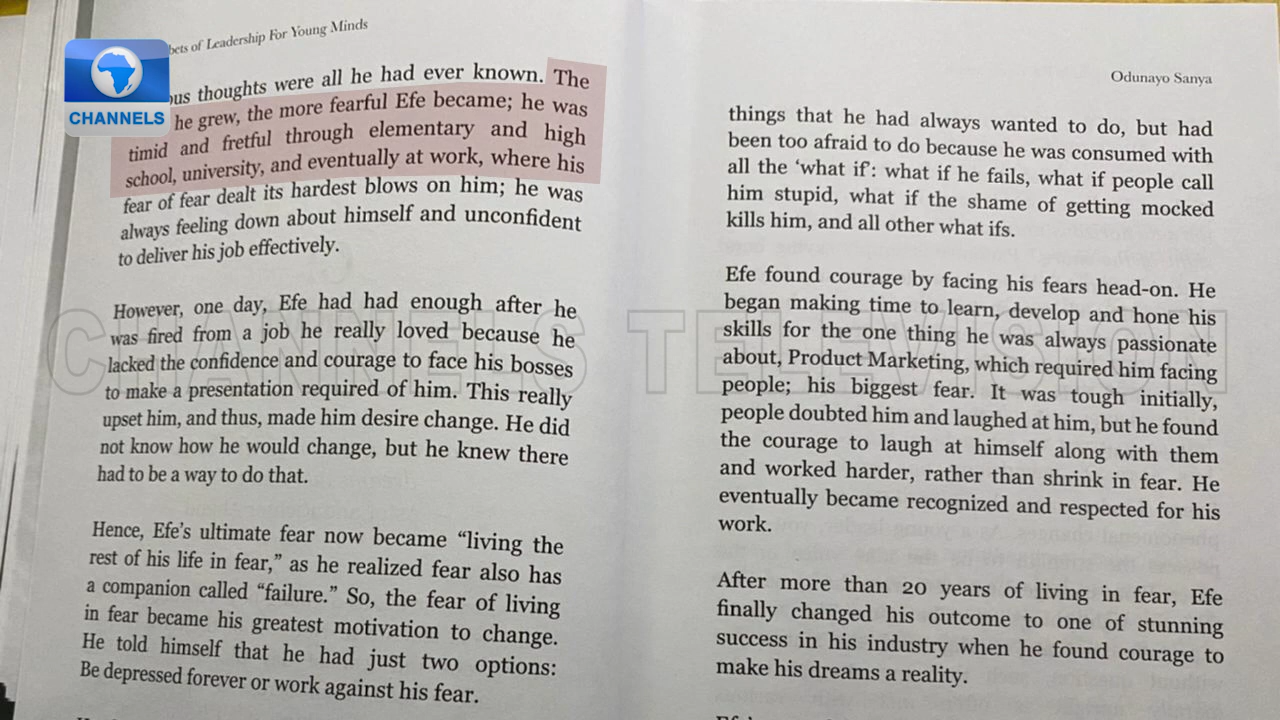 bets of Leadership For Young Minds
CHANNELS
ous thoughts were all he had ever known. The
he grew, the more fearful Efe became; he was
timid and fretful through elementary and high
school, university, and eventually at work, where his
fear of fear dealt its hardest blows on him; he was
always feeling down about himself and unconfident
to deliver his job effectively.
However, one day, Efe had had enough after he
was fired from a job he really loved because he
lacked the confidence and courage to face his bosses
to make a presentation required of him. This really
upset him, and thus, made him desire change. He did
not know how he would change, but he knew there
had to be a way to do that.
Hence, Efe's ultimate fear now became “living the
rest of his life in fear,” as he realized fear also has
a companion called “failure.” So, the fear of living
in fear became his greatest motivation to change.
He told himself that he had just two options:
Be depressed forever or work against his fear.
Odunayo Sanya
things that he had always wanted to do, but had
been too afraid to do because he was consumed with
all the ‘what if’: what if he fails, what if people call
him stupid, what if the shame of getting mocked
kills him, and all other what ifs.
Efe found courage by facing his fears head-on. He
began making time to learn, develop and hone his
skills for the one thing he was always passionate
about, Product Marketing, which required him facing
people; his biggest fear. It was tough initially,
people doubted him and laughed at him, but he found
the courage to laugh at himself along with them
and worked harder, rather than shrink in fear. He
eventually became recognized and respected for his
work.
After more than 20 years of living in fear, Efe
finally changed his outcome to one of stunning
success in his industry when he found courage to
make his dreams a reality.
CHANNELS TELEVISION